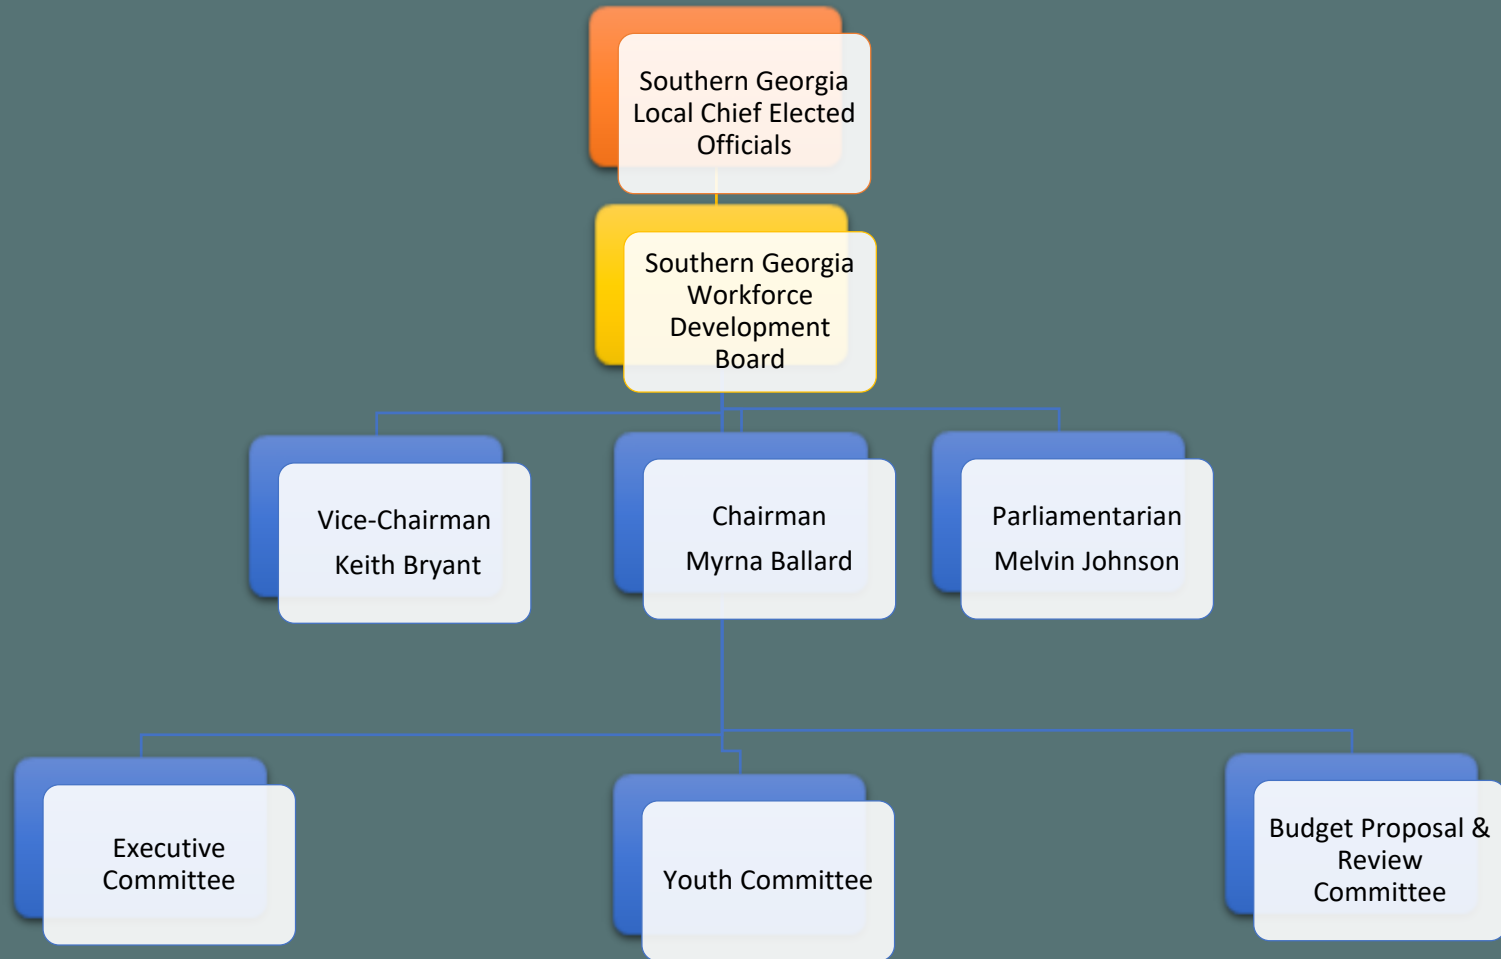 Southern Georgia
Local Chief Elected
Officials
Southern Georgia
Workforce
Development
Board
Vice-Chairman
Keith Bryant
Chairman
Myrna Ballard
Parliamentarian
Melvin Johnson
Executive
Committee
Youth Committee
Budget Proposal &
Review
Committee